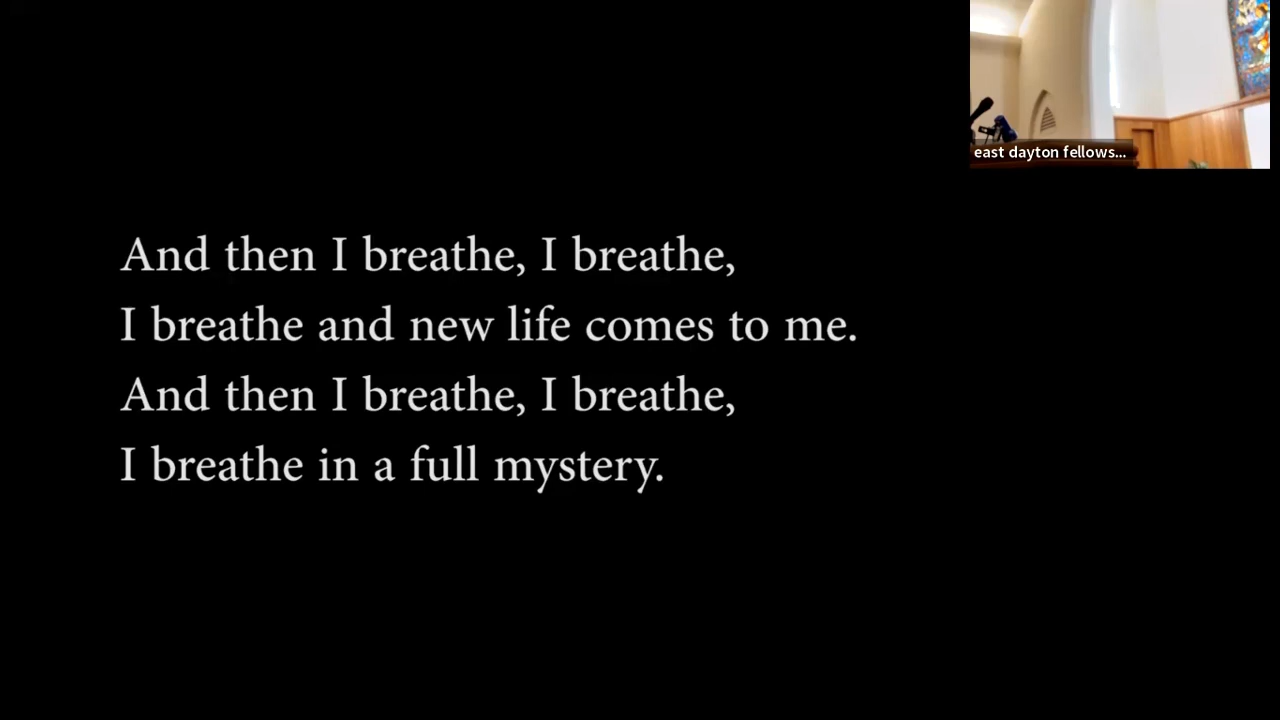 east dayton fellows...
And then I breathe, I breathe,
I breathe and new life comes to me.
And then I breathe, I breathe,
I breathe in a full mystery.